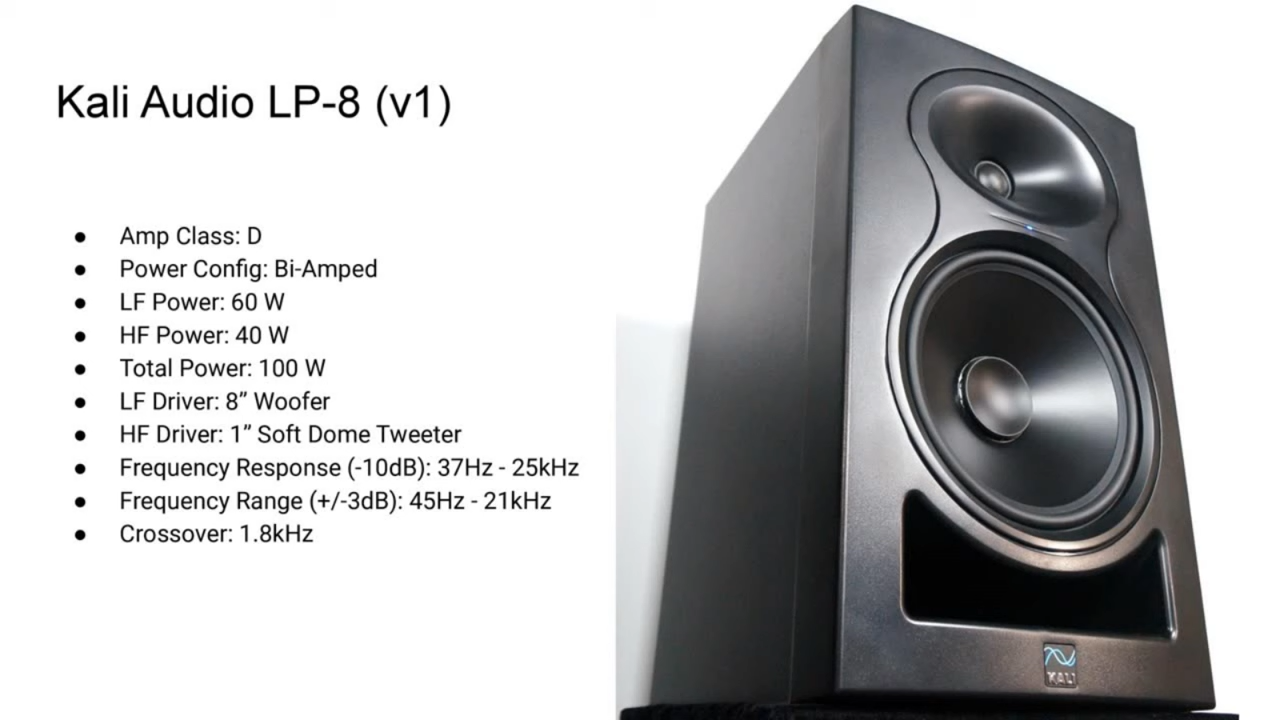 Kali Audio LP-8 (v1)
● Amp Class: D
● Power Config: Bi-Amped
● LF Power: 60 W
● HF Power: 40 W
● Total Power: 100 W
● LF Driver: 8” Woofer
● HF Driver: 1” Soft Dome Tweeter
● Frequency Response (-10dB): 37Hz - 25kHz
● Frequency Range (+/-3dB): 45Hz - 21kHz
● Crossover: 1.8kHz
KALI